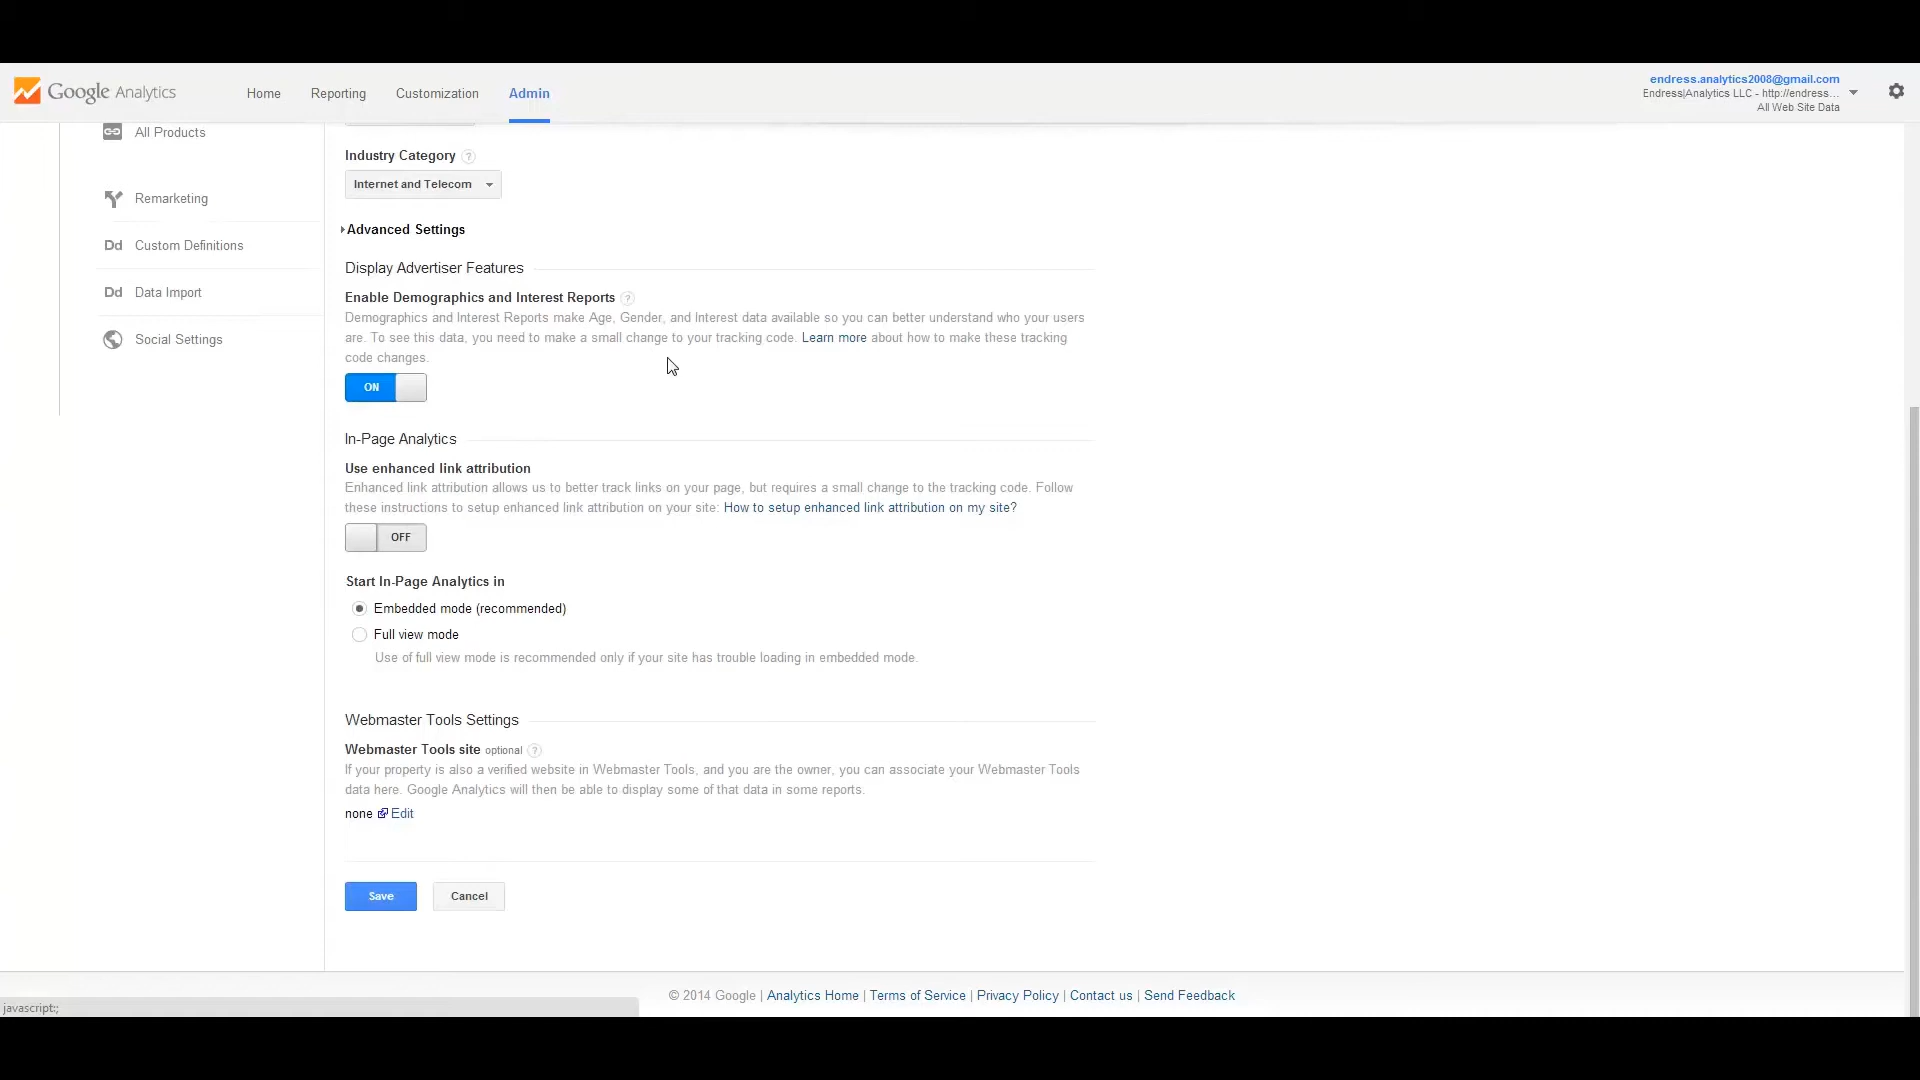 Google Analytics
Home
Reporting
Customization
Admin
endress.analytics2008@gmail.com
Endress|Analytics LLC - http://endress...
All Web Site Data
All Products
Remarketing
Dd Custom Definitions
Dd Data Import
Social Settings
Industry Category ?
Internet and Telecom
Advanced Settings
Display Advertiser Features
Enable Demographics and Interest Reports ?
Demographics and Interest Reports make Age, Gender, and Interest data available so you can better understand who your users
are. To see this data, you need to make a small change to your tracking code. Learn more about how to make these tracking
code changes.
ON
In-Page Analytics
Use enhanced link attribution
Enhanced link attribution allows us to better track links on your page, but requires a small change to the tracking code. Follow
these instructions to setup enhanced link attribution on your site: How to setup enhanced link attribution on my site?
OFF
Start In-Page Analytics in
Embedded mode (recommended)
Full view mode
Use of full view mode is recommended only if your site has trouble loading in embedded mode.
Webmaster Tools Settings
Webmaster Tools site optional ?
If your property is also a verified website in Webmaster Tools, and you are the owner, you can associate your Webmaster Tools
data here. Google Analytics will then be able to display some of that data in some reports.
none Edit
Save
Cancel
© 2014 Google | Analytics Home | Terms of Service | Privacy Policy | Contact us | Send Feedback
javascript:;